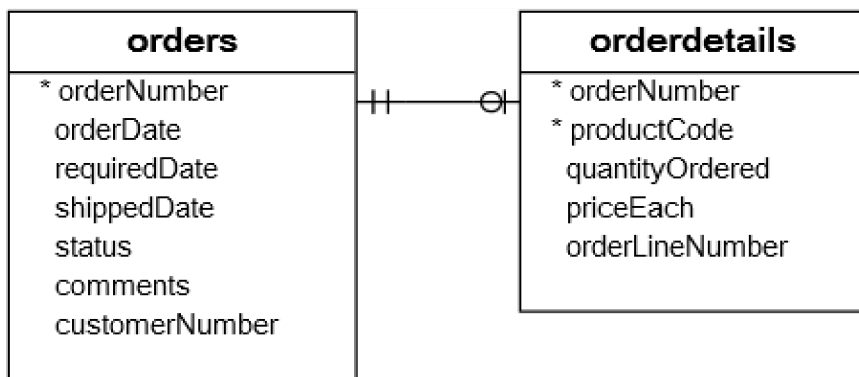 orders
* orderNumber
orderDate
requiredDate
shippedDate
status
comments
customerNumber
orderdetails
* orderNumber
* productCode
quantityOrdered
priceEach
orderLineNumber